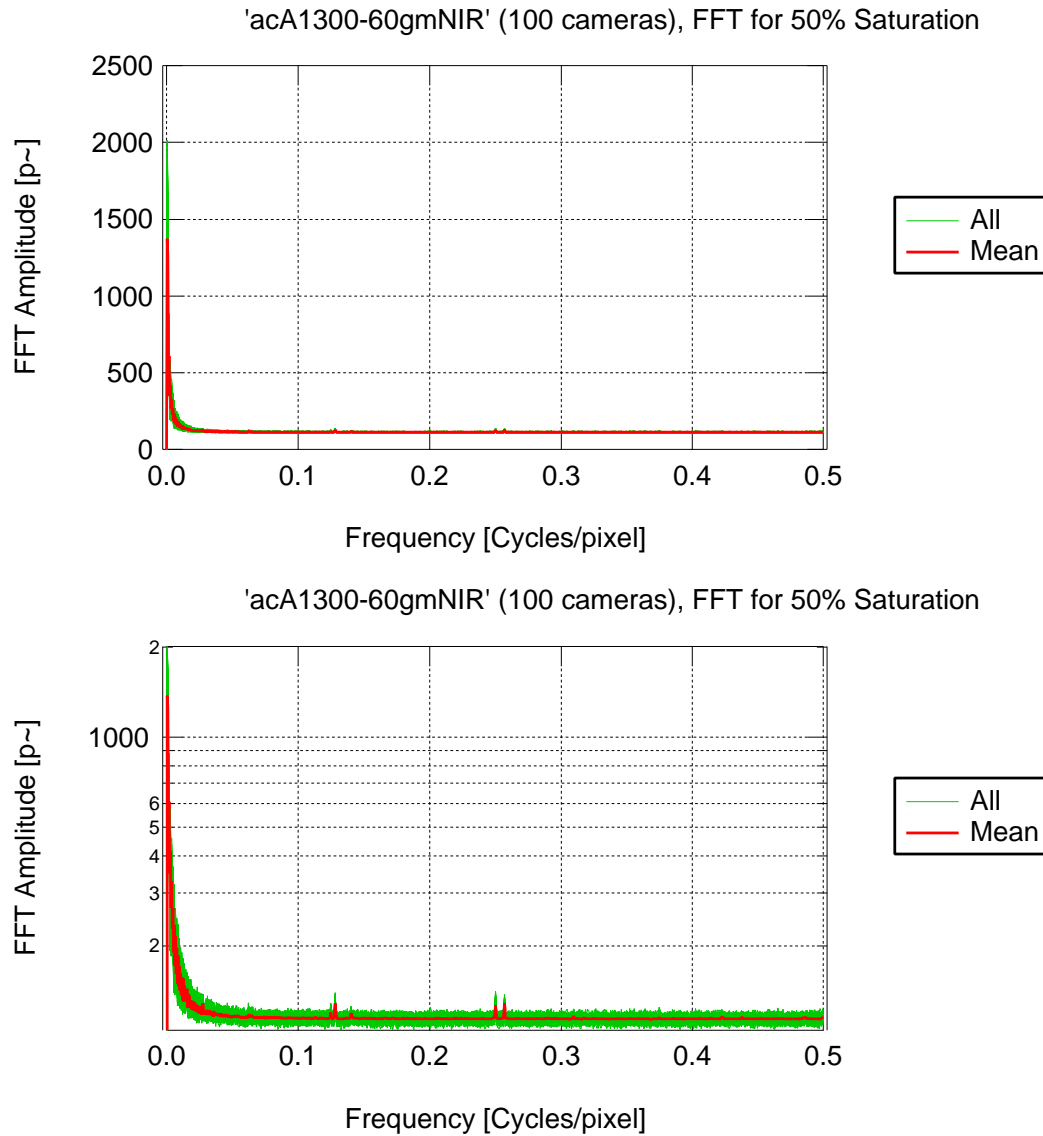 'acA1300-60gmNIR' (100 cameras), FFT for 50% Saturation
2500
2000
1500
1000
500
0
FFT Amplitude [p~]
0.0 0.1 0.2 0.3 0.4 0.5
Frequency [Cycles/pixel]
All
Mean
'acA1300-60gmNIR' (100 cameras), FFT for 50% Saturation
2
1000
6
5
4
3
2
FFT Amplitude [p~]
0.0 0.1 0.2 0.3 0.4 0.5
Frequency [Cycles/pixel]
All
Mean